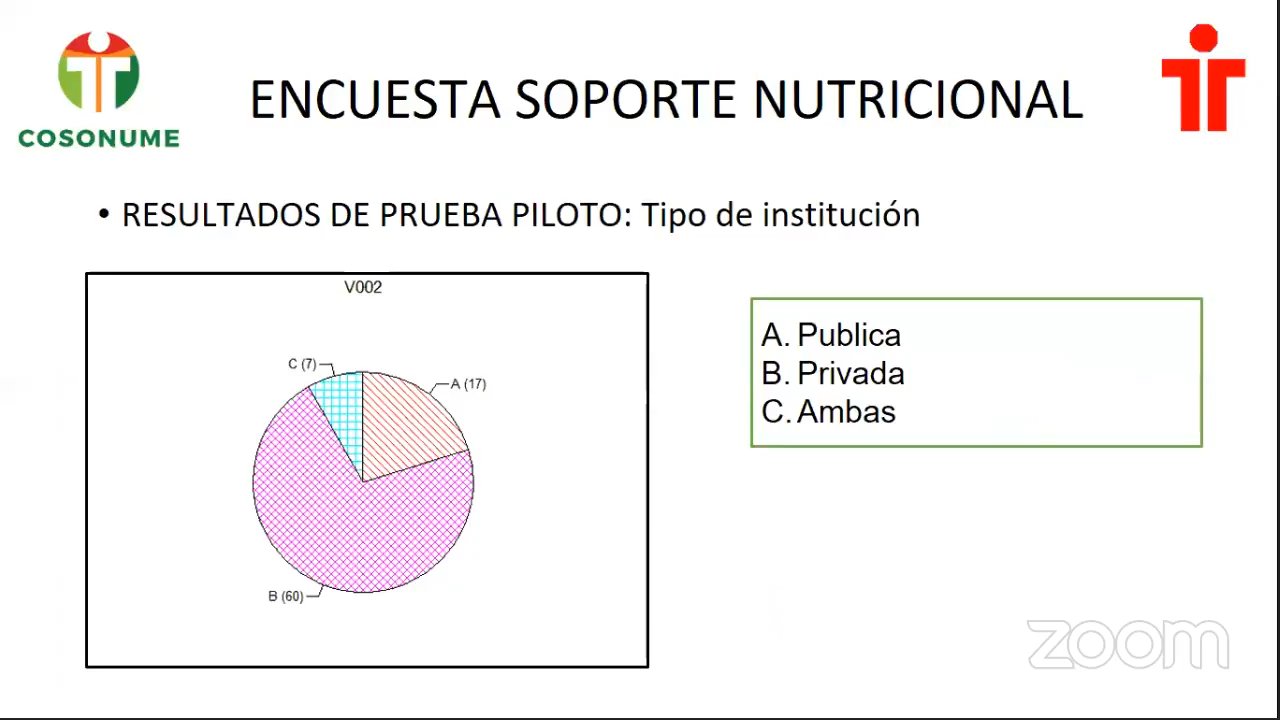 COSONUME
ENCUESTA SOPORTE NUTRICIONAL
• RESULTADOS DE PRUEBA PILOTO: Tipo de institución
V002
C (7)
A (17)
B (60)
A. Publica
B. Privada
C. Ambas
zoom